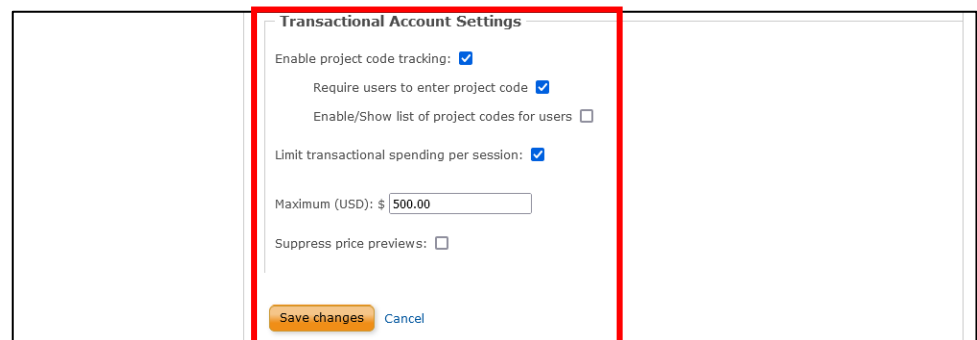 Transactional Account Settings
Enable project code tracking:
Require users to enter project code
Enable/Show list of project codes for users
Limit transactional spending per session:
Maximum (USD): $ 500.00
Suppress price previews:
Save changes Cancel